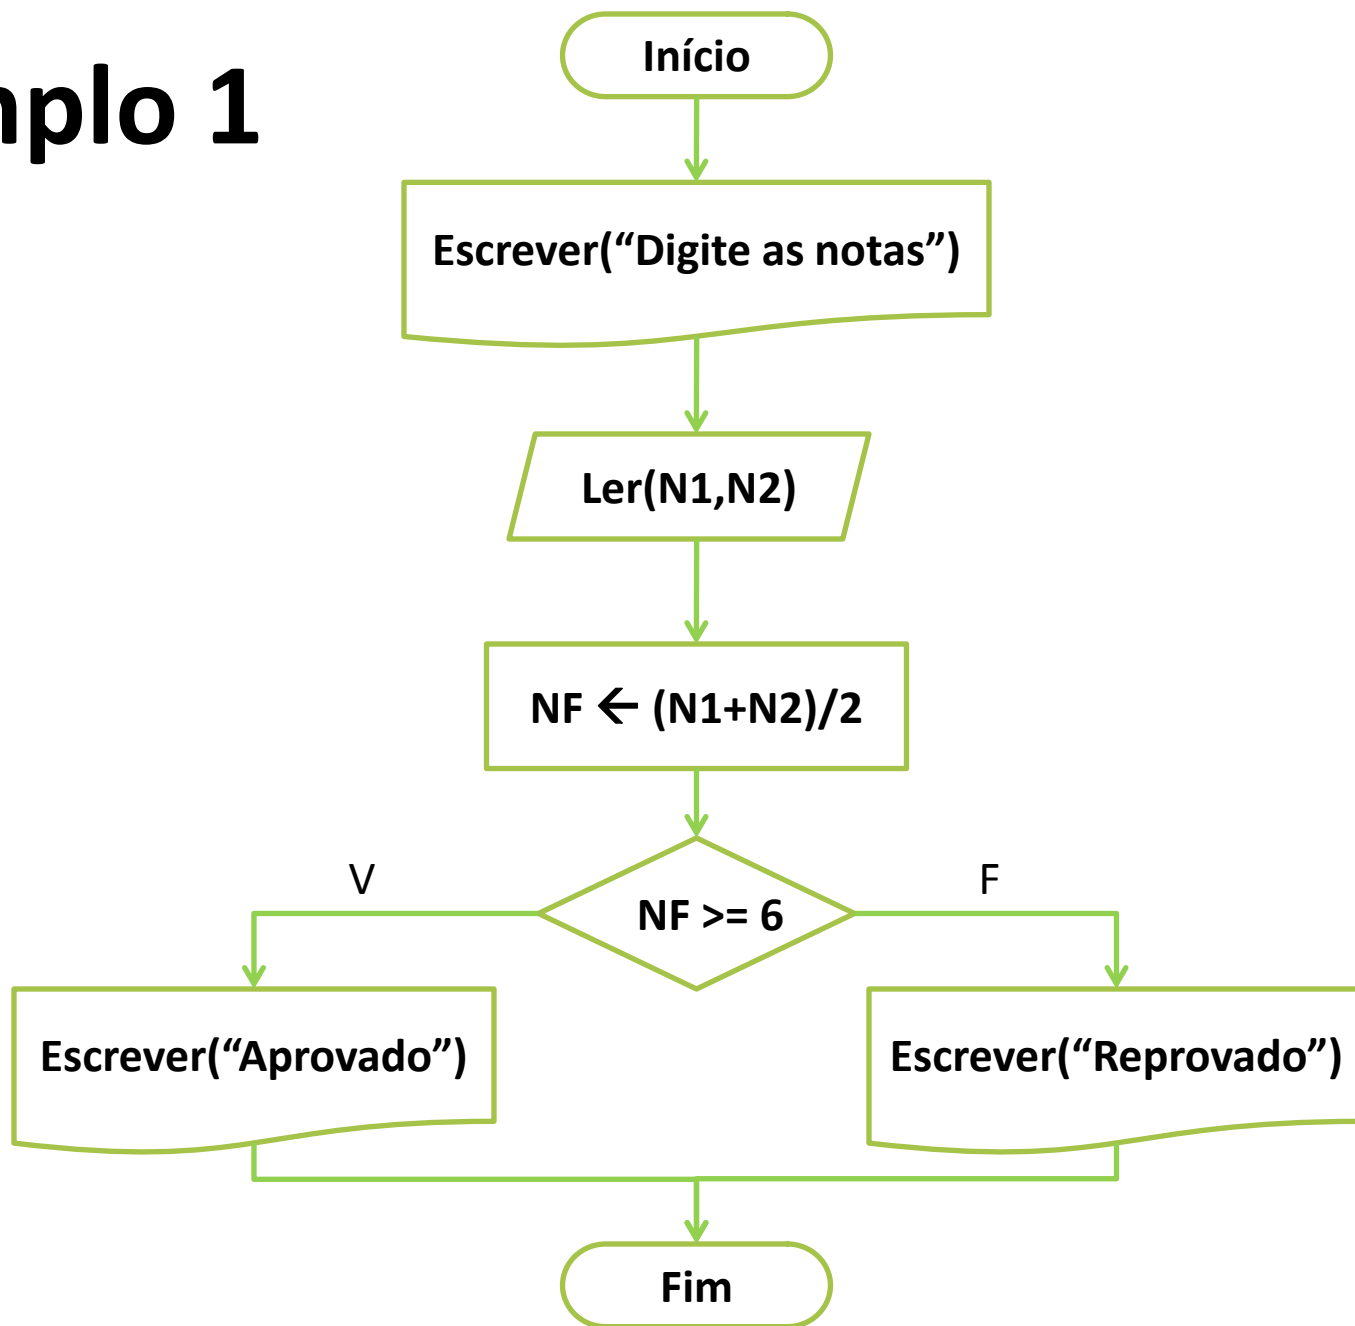 mplo 1
Início
Escrever(“Digite as notas”)
Ler(N1,N2)
NF ← (N1+N2)/2
NF >= 6
V
F
Escrever(“Aprovado”)
Escrever(“Reprovado”)
Fim